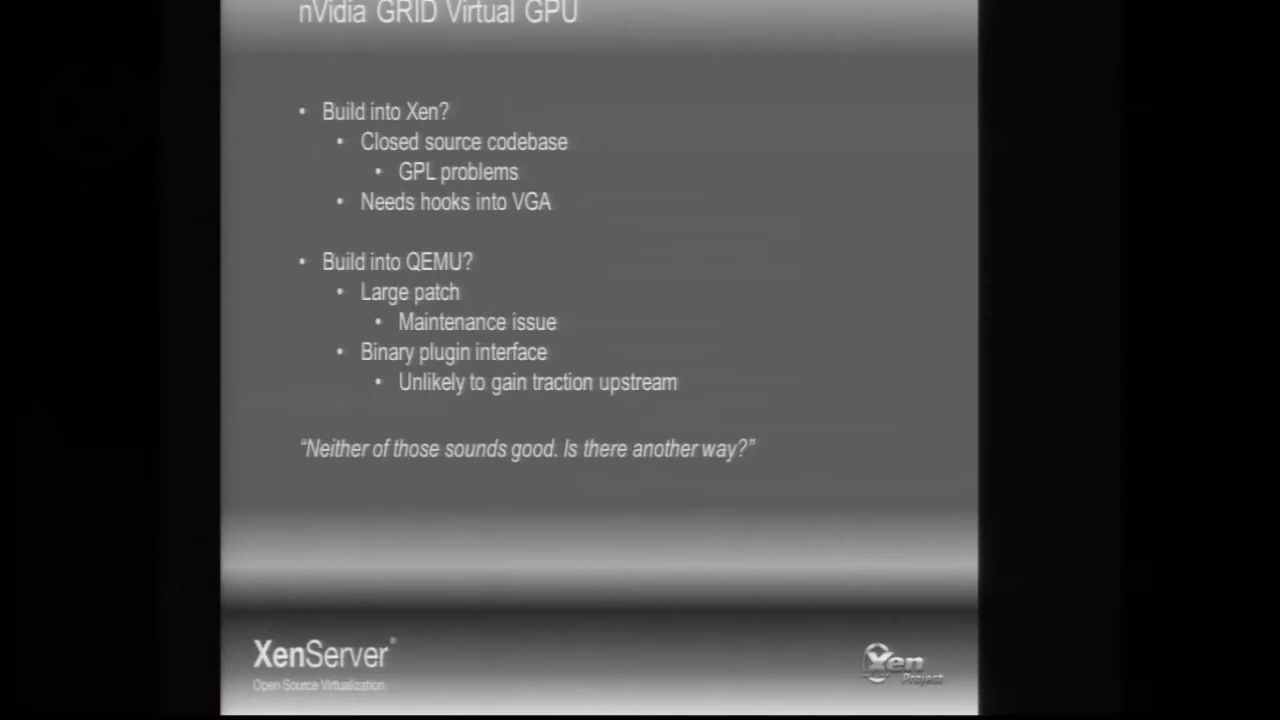 nVidia GRID Virtual GPU
• Build into Xen?
• Closed source codebase
• GPL problems
• Needs hooks into VGA
• Build into QEMU?
• Large patch
• Maintenance issue
• Binary plugin interface
• Unlikely to gain traction upstream
“Neither of those sounds good. Is there another way?”
XenServer®
Open Source Virtualization
Xen
Project